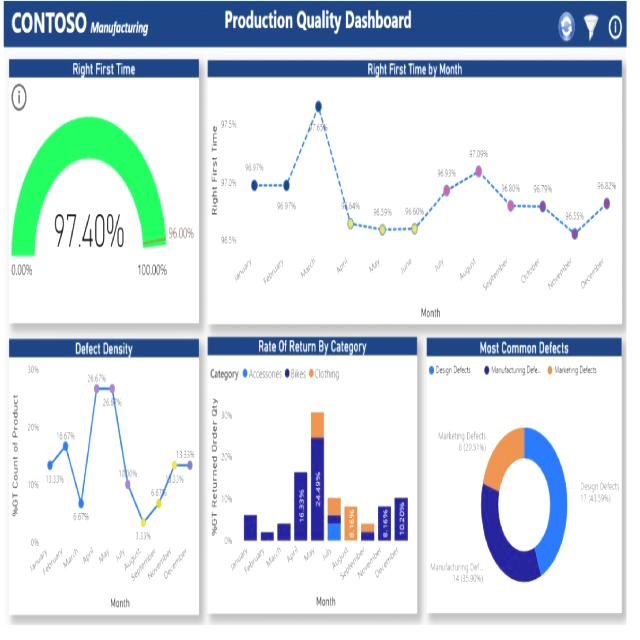 CONTOSO Manufacturing
Production Quality Dashboard
Right First Time
97.40%
96.00%
0.00%
100.00%
Right First Time by Month
Right First Time
97.5%
97.0%
96.5%
96.97%
96.97%
97.65%
96.59%
96.60%
96.93%
97.09%
96.80%
96.79%
96.55%
96.82%
January
February
March
April
May
June
July
August
September
October
November
December
Month
Defect Density
%GT Count of Product
30%
20%
10%
0%
13.33%
16.67%
6.67%
26.67%
26.67%
3.33%
6.67%
13.33%
13.33%
January
February
March
April
May
July
August
September
November
December
Month
Rate Of Return By Category
Category Accessories Bikes Clothing
%GT Returned Order Qty
30%
20%
10%
0%
16.33%
24.49%
8.16%
8.16%
10.20%
January
February
March
April
May
July
August
September
November
December
Month
Most Common Defects
Design Defects Manufacturing Defe... Marketing Defects
Marketing Defects
Design Defects
17 (43.59%)
Manufacturing Def...
14 (35.90%)